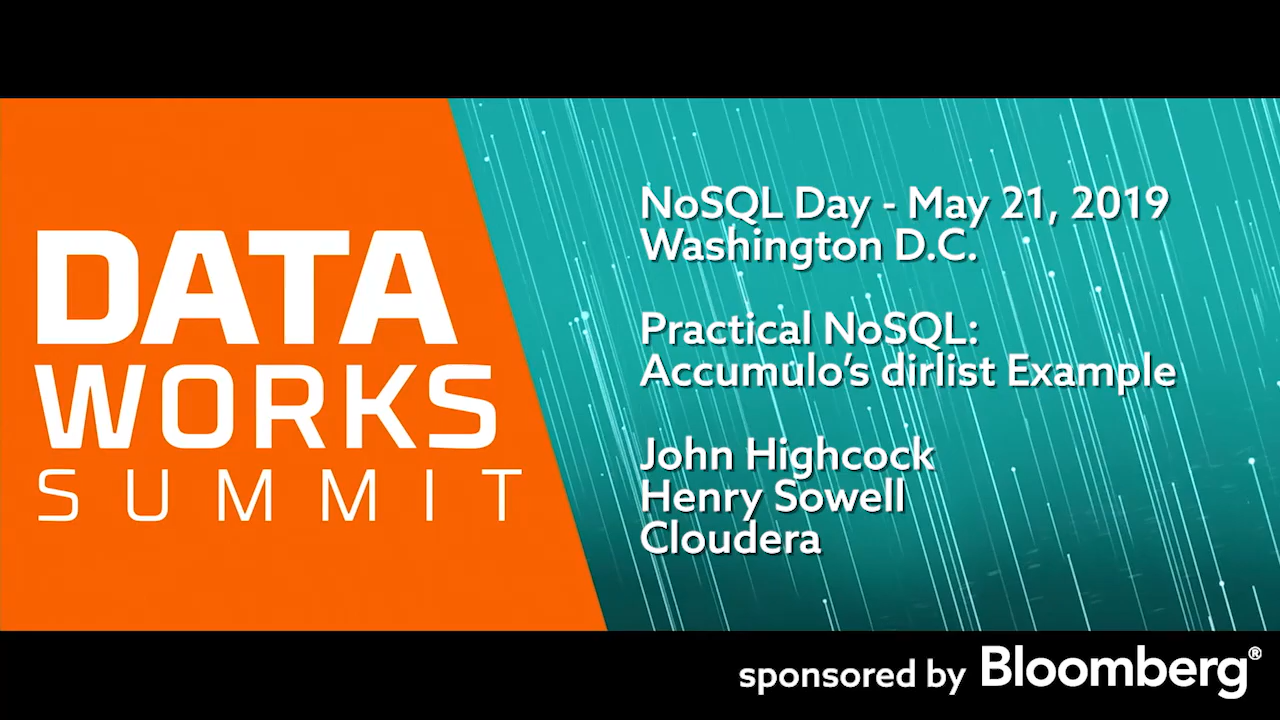 DATA
WORKS
SUMMIT
NoSQL Day - May 21, 2019
Washington D.C.
Practical NoSQL:
Accumulo’s dirlist Example
John Highcock
Henry Sowell
Cloudera
sponsored by Bloomberg®